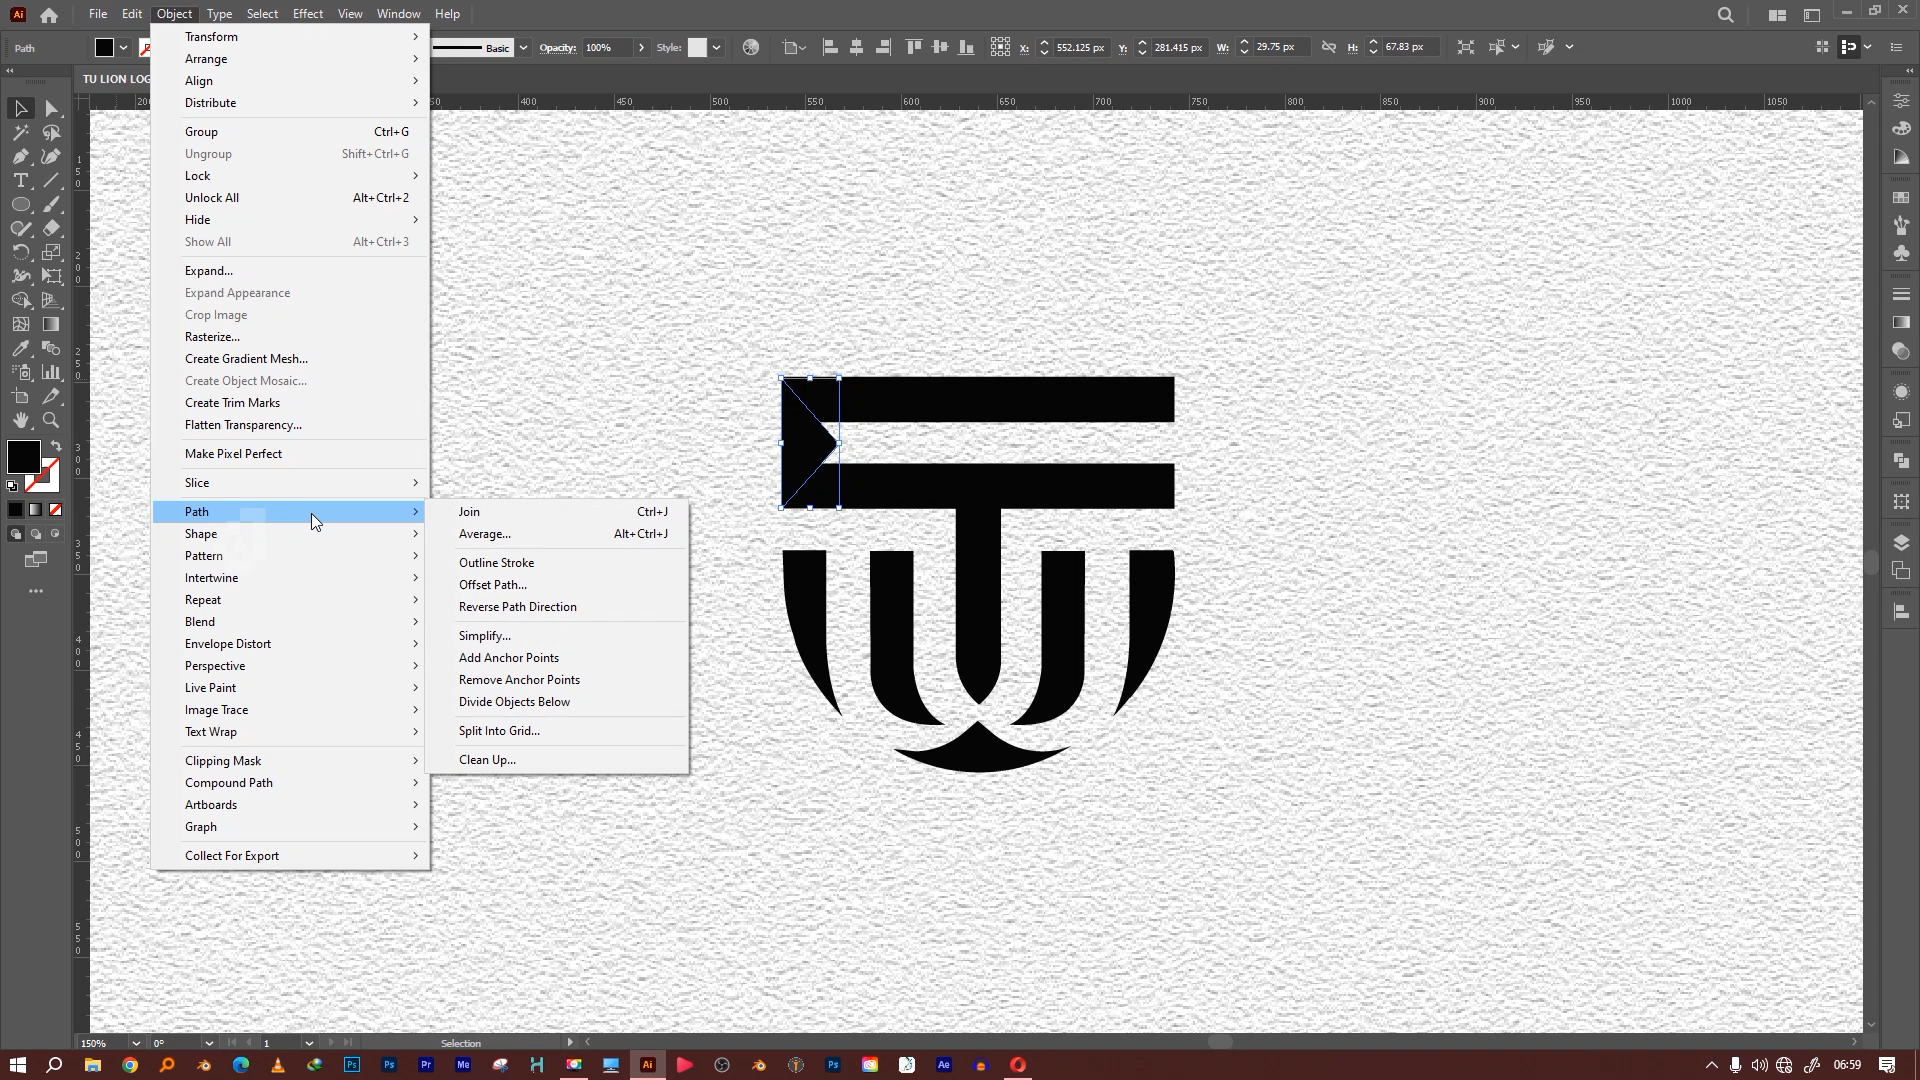 Ai File Edit Object Type Select Effect View Window Help
Path Basic Opacity: 100% Style: X: 552.125 px Y: 281.415 px W: 29.75 px H: 67.83 px
TU LION LOG
400 450 500 550 600 650 700 750 800 850 900 950 1000 1050
Transform
Arrange
Align
Distribute
Group Ctrl+G
Ungroup Shift+Ctrl+G
Lock
Unlock All Alt+Ctrl+2
Hide
Show All Alt+Ctrl+3
Expand...
Expand Appearance
Crop Image
Rasterize...
Create Gradient Mesh...
Create Object Mosaic...
Create Trim Marks
Flatten Transparency...
Make Pixel Perfect
Slice
Path
Shape
Pattern
Intertwine
Repeat
Blend
Envelope Distort
Perspective
Live Paint
Image Trace
Text Wrap
Clipping Mask
Compound Path
Artboards
Graph
Collect For Export
Join Ctrl+J
Average... Alt+Ctrl+J
Outline Stroke
Offset Path...
Reverse Path Direction
Simplify...
Add Anchor Points
Remove Anchor Points
Divide Objects Below
Split Into Grid...
Clean Up...
150% 0° 1 Selection
Ps Ps Pr Me Ai Ps Ae 06:59